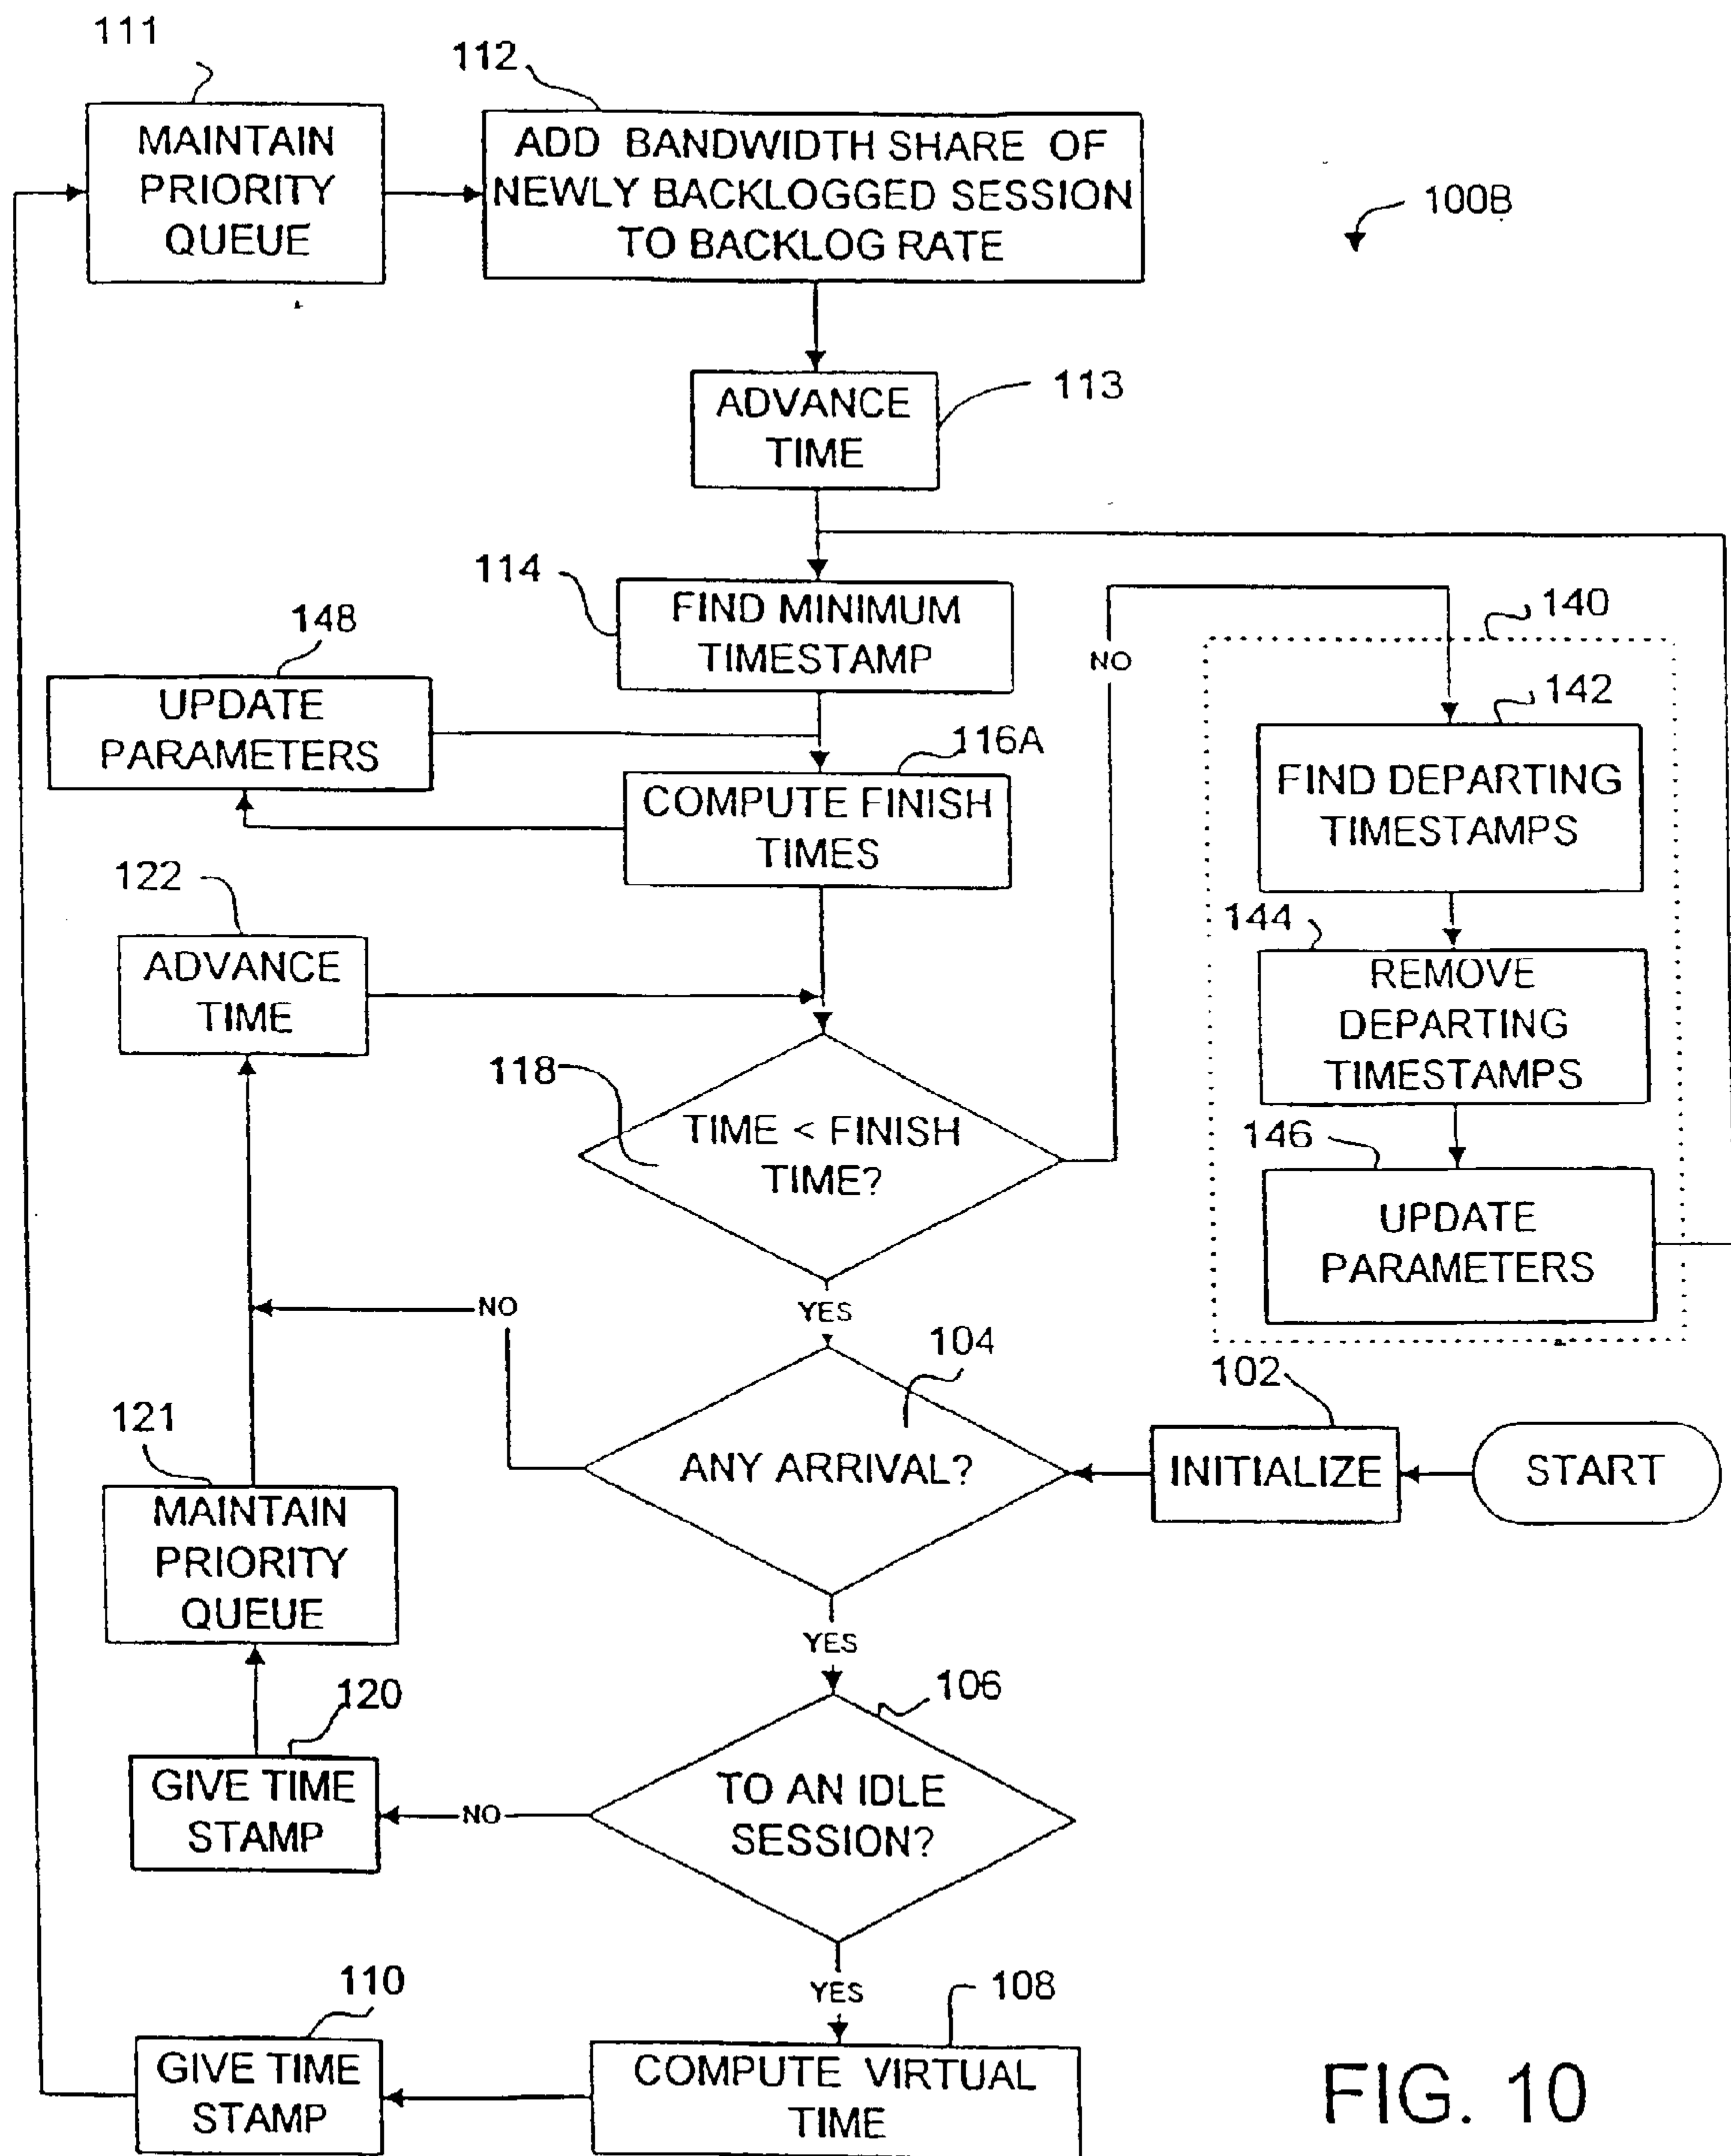 111
112
MAINTAIN
PRIORITY
QUEUE
ADD BANDWIDTH SHARE OF
NEWLY BACKLOGGED SESSION
TO BACKLOG RATE
100B
113
ADVANCE
TIME
114
FIND MINIMUM
TIMESTAMP
NO
140
148
UPDATE
PARAMETERS
142
FIND DEPARTING
TIMESTAMPS
116A
COMPUTE FINISH
TIMES
122
ADVANCE
TIME
144
REMOVE
DEPARTING
TIMESTAMPS
118
TIME < FINISH
TIME?
146
UPDATE
PARAMETERS
YES
NO
104
ANY ARRIVAL?
102
INITIALIZE
START
121
MAINTAIN
PRIORITY
QUEUE
YES
120
GIVE TIME
STAMP
NO
106
TO AN IDLE
SESSION?
YES
110
GIVE TIME
STAMP
108
COMPUTE VIRTUAL
TIME
FIG. 10